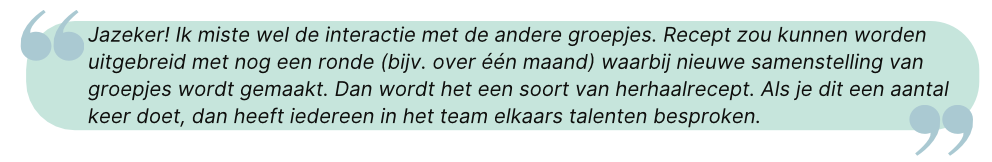 Jazeker! Ik miste wel de interactie met de andere groepjes. Recept zou kunnen worden
uitgebreid met nog een ronde (bijv. over één maand) waarbij nieuwe samenstelling van
groepjes wordt gemaakt. Dan wordt het een soort van herhaalrecept. Als je dit een aantal
keer doet, dan heeft iedereen in het team elkaars talenten besproken.